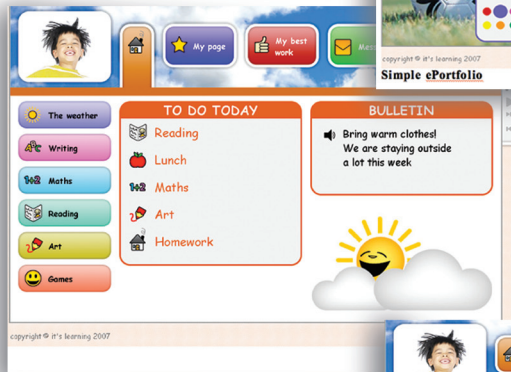 My page
My best
work
Mes
copyright © it's learning 2007
Simple ePortfolio
The weather
Writing
Maths
Reading
Art
Games
TO DO TODAY
Reading
Lunch
1+2 Maths
Art
Homework
BULLETIN
Bring warm clothes!
We are staying outside
a lot this week
copyright © it's learning 2007